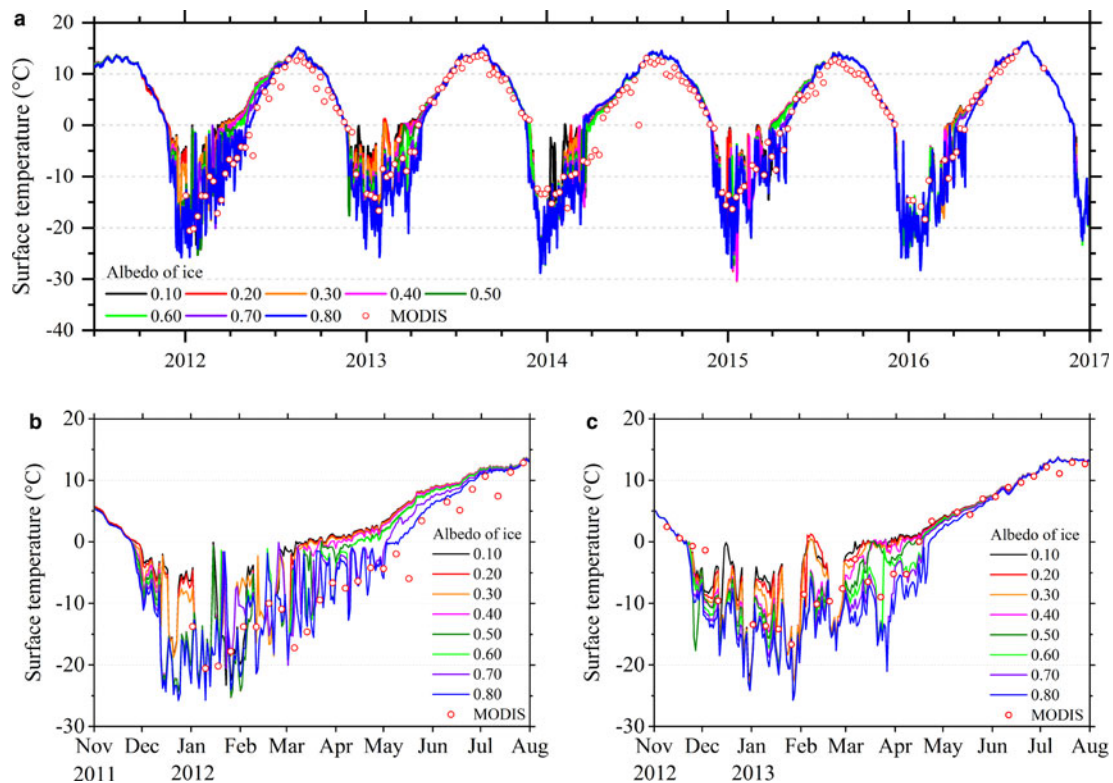 a
20
10
0
-10
-20
-30
-40
Surface temperature (°C)
Albedo of ice
0.10 0.20 0.30 0.40 0.50
0.60 0.70 0.80 MODIS
2012 2013 2014 2015 2016 2017
b
20
10
0
-10
-20
-30
Surface temperature (°C)
Albedo of ice
0.10
0.20
0.30
0.40
0.50
0.60
0.70
0.80
MODIS
Nov Dec Jan Feb Mar Apr May Jun Jul Aug
2011 2012
c
20
10
0
-10
-20
-30
Surface temperature (°C)
Albedo of ice
0.10
0.20
0.30
0.40
0.50
0.60
0.70
0.80
MODIS
Nov Dec Jan Feb Mar Apr May Jun Jul Aug
2012 2013